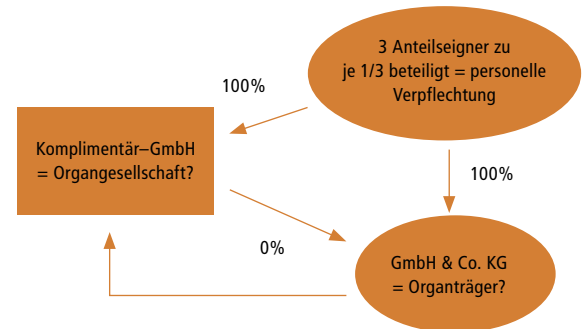 3 Anteilseigner zu
je 1/3 beteiligt = personelle
Verpflechtung
100%
Komplimentär–GmbH
= Organgesellschaft?
100%
0%
GmbH & Co. KG
= Organträger?